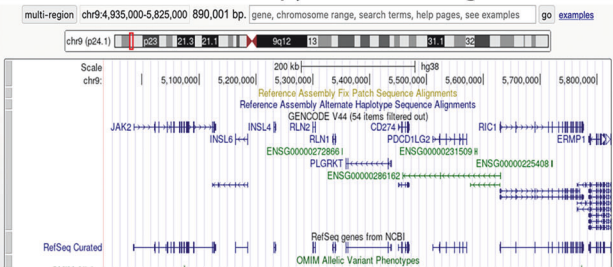 multi-region chr9:4,935,000-5,825,000 890,001 bp. gene, chromosome range, search terms, help pages, see examples go examples
chr9 (p24.1) p23 21.3 21.1 9q12 13 31.1 32
Scale 200 kb hg38
chr9: 5,100,000 5,200,000 5,300,000 5,400,000 5,500,000 5,600,000 5,700,000 5,800,000
Reference Assembly Fix Patch Sequence Alignments
Reference Assembly Alternate Haplotype Sequence Alignments
GENCODE V44 (54 items filtered out)
JAK2 INSL4 RLN2 CD274 RIC1
INSL6 RLN1 PDCD1LG2 ERMP1
ENSG00000272866 ENSG00000231509
PLGRKT ENSG00000225408
ENSG00000286162
RefSeq genes from NCBI
RefSeq Curated
OMIM Allelic Variant Phenotypes